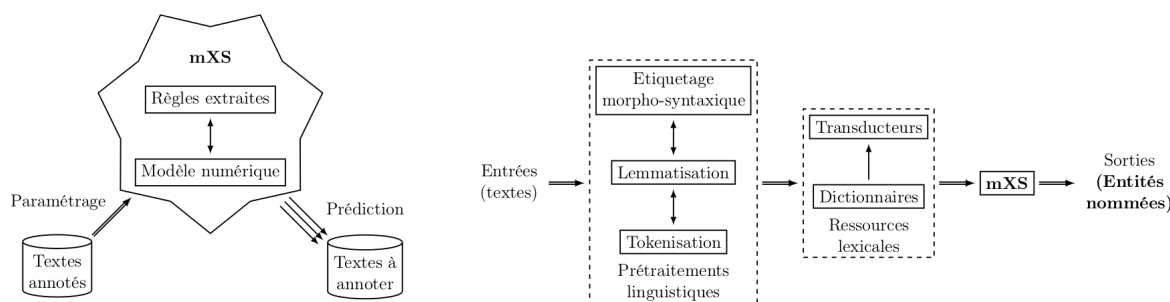 mXS
Règles extraites
Modèle numérique
Paramétrage
Prédiction
Textes
annotés
Textes à
annoter
Entrées
(textes)
Etiquetage
morpho-syntaxique
Lemmatisation
Tokenisation
Prétraitements
linguistiques
Transducteurs
Dictionnaires
Ressources
lexicales
mXS
Sorties
(Entités
nommées)